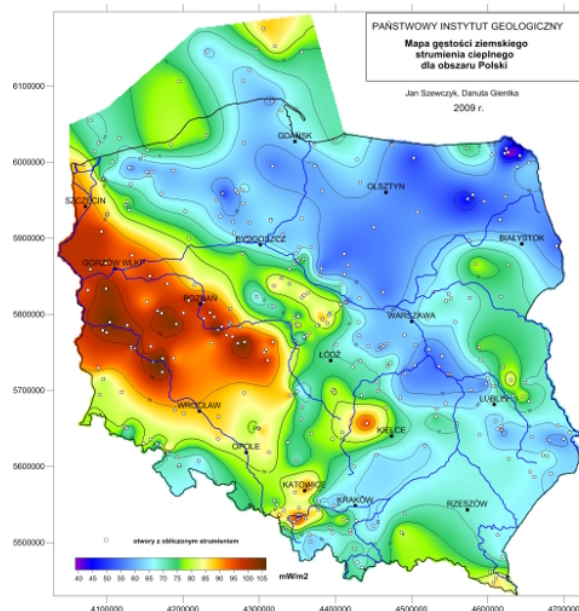 PAŃSTWOWY INSTYTUT GEOLOGICZNY
Mapa gęstości ziemskiego
strumienia cieplnego
dla obszaru Polski
Jan Szewczyk, Danuta Gientka
2009 r.
6100000
GDAŃSK
6000000
OLSZTYN
SZCZECIN
5900000
BYDGOSZCZ
BIAŁYSTOK
GORZÓW WLKP.
POZNAŃ
5800000
WARSZAWA
ŁÓDŹ
5700000
LUBLIN
WROCŁAW
KIELCE
OPOLE
5600000
KATOWICE
KRAKÓW
RZESZÓW
otwory z obliczonym strumieniem
5500000
40 45 50 55 60 65 70 75 80 85 90 95 100 105
mW/m2
4100000 4200000 4300000 4400000 4500000 4600000 4700000